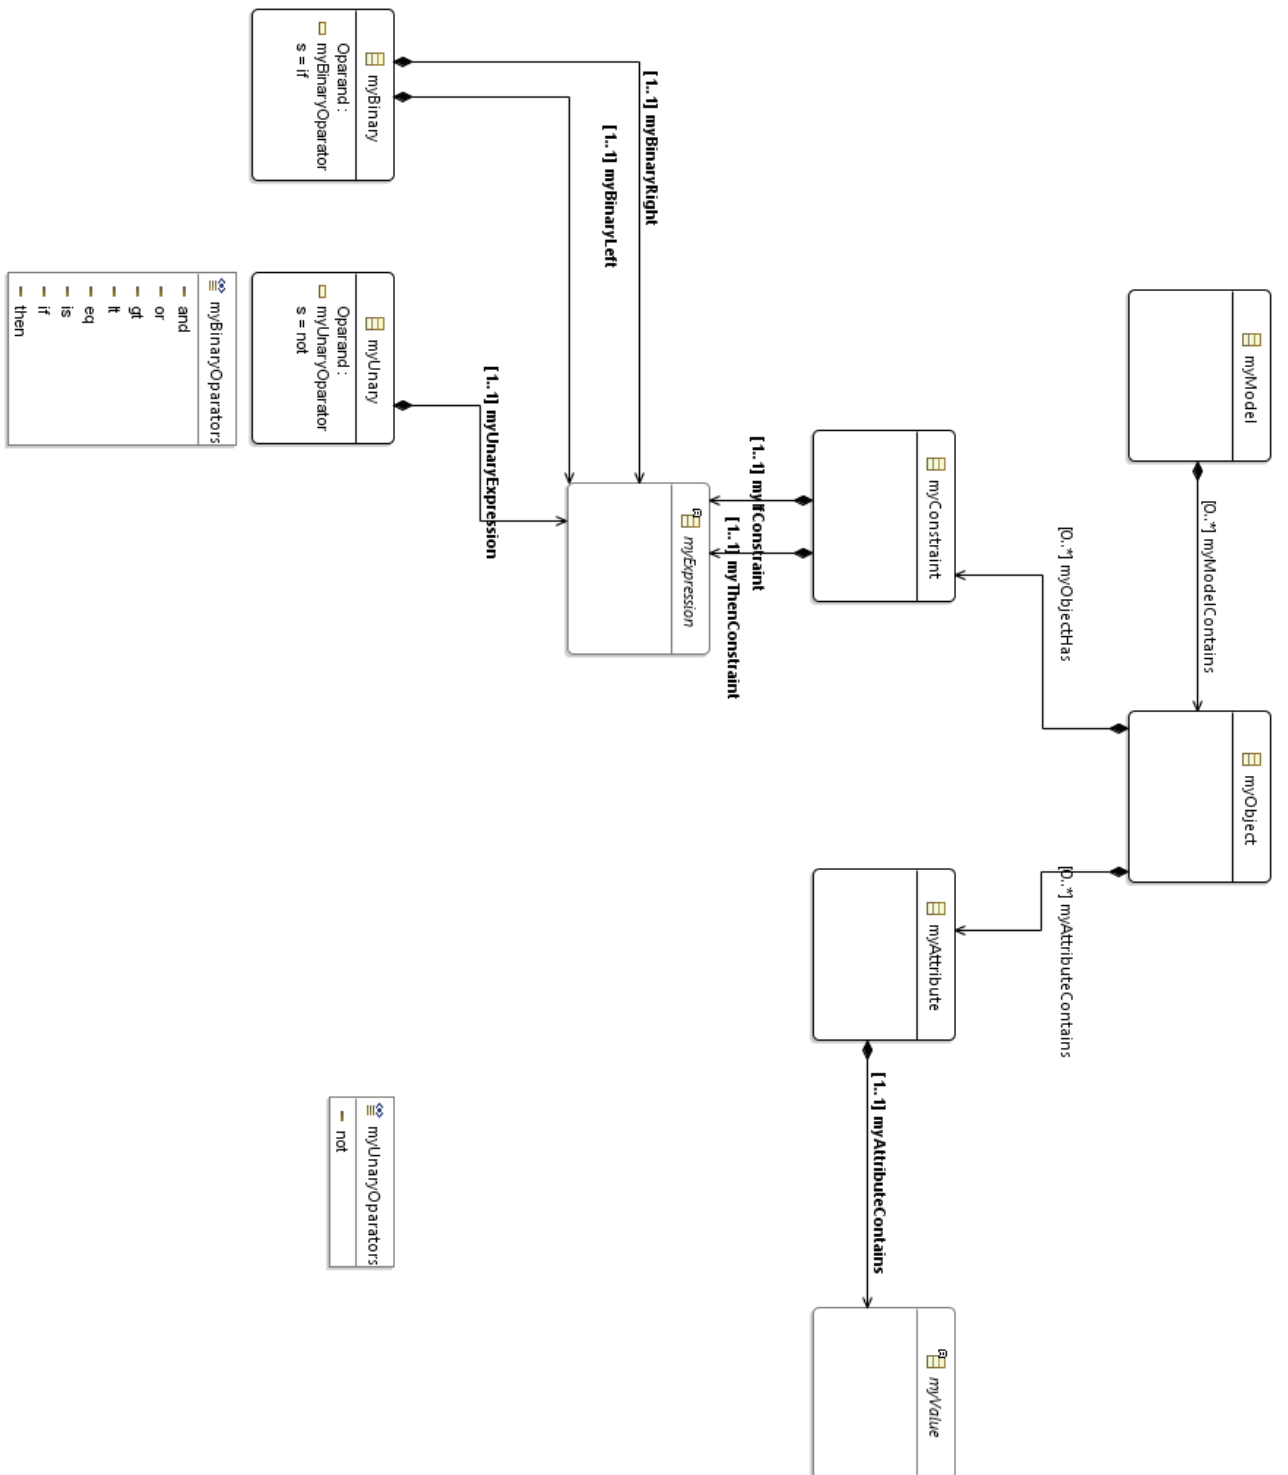 myModel
[0..*] myModelContains
myObject
[0..*] myObjectHas
[0..*] myAttributeContains
myConstraint
myAttribute
[1..1] myAttributeContains
myValue
[1..1] myIfConstraint
[1..1] myThenConstraint
myExpression
[1..1] myBinaryRight
[1..1] myBinaryLeft
[1..1] myUnaryExpression
myBinary
Oparand :
myBinaryOparator
s = if
myUnary
Oparand :
myUnaryOparator
s = not
myUnaryOparators
not
myBinaryOparators
and
or
gt
lt
eq
is
if
then